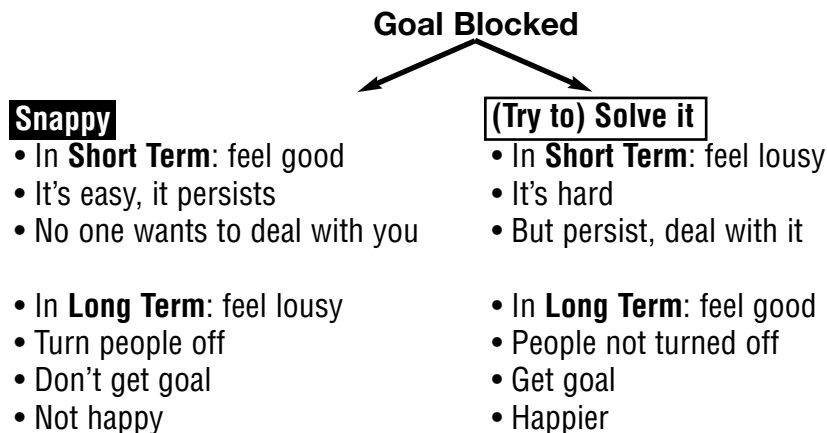 Goal Blocked
Snappy
• In Short Term: feel good
• It’s easy, it persists
• No one wants to deal with you
• In Long Term: feel lousy
• Turn people off
• Don’t get goal
• Not happy
(Try to) Solve it
• In Short Term: feel lousy
• It’s hard
• But persist, deal with it
• In Long Term: feel good
• People not turned off
• Get goal
• Happier